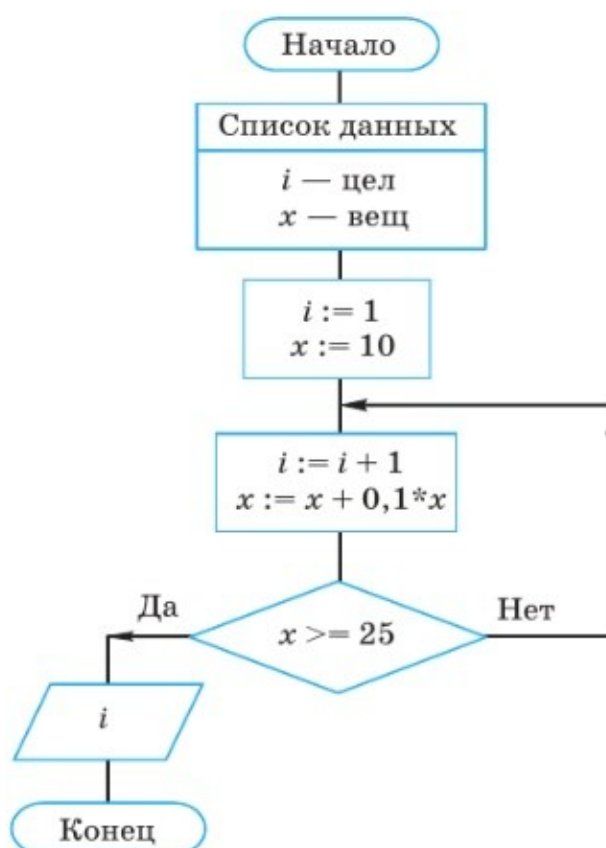 Начало
Список данных
i — цел
x — вещ
i := 1
x := 10
i := i + 1
x := x + 0,1*x
Да
x >= 25
Нет
i
Конец